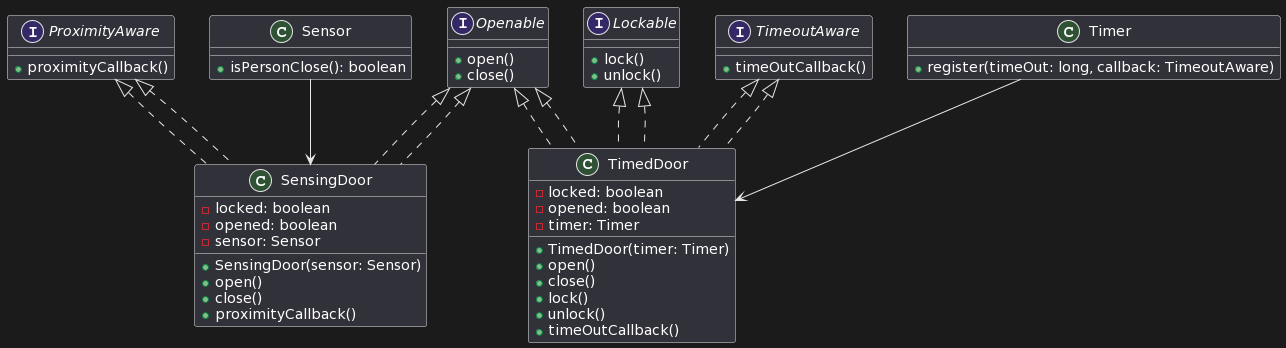 I ProximityAware
proximityCallback()
C Sensor
isPersonClose(): boolean
I Openable
open()
close()
I Lockable
lock()
unlock()
I TimeoutAware
timeOutCallback()
C Timer
register(timeOut: long, callback: TimeoutAware)
C SensingDoor
locked: boolean
opened: boolean
sensor: Sensor
SensingDoor(sensor: Sensor)
open()
close()
proximityCallback()
C TimedDoor
locked: boolean
opened: boolean
timer: Timer
TimedDoor(timer: Timer)
open()
close()
lock()
unlock()
timeOutCallback()